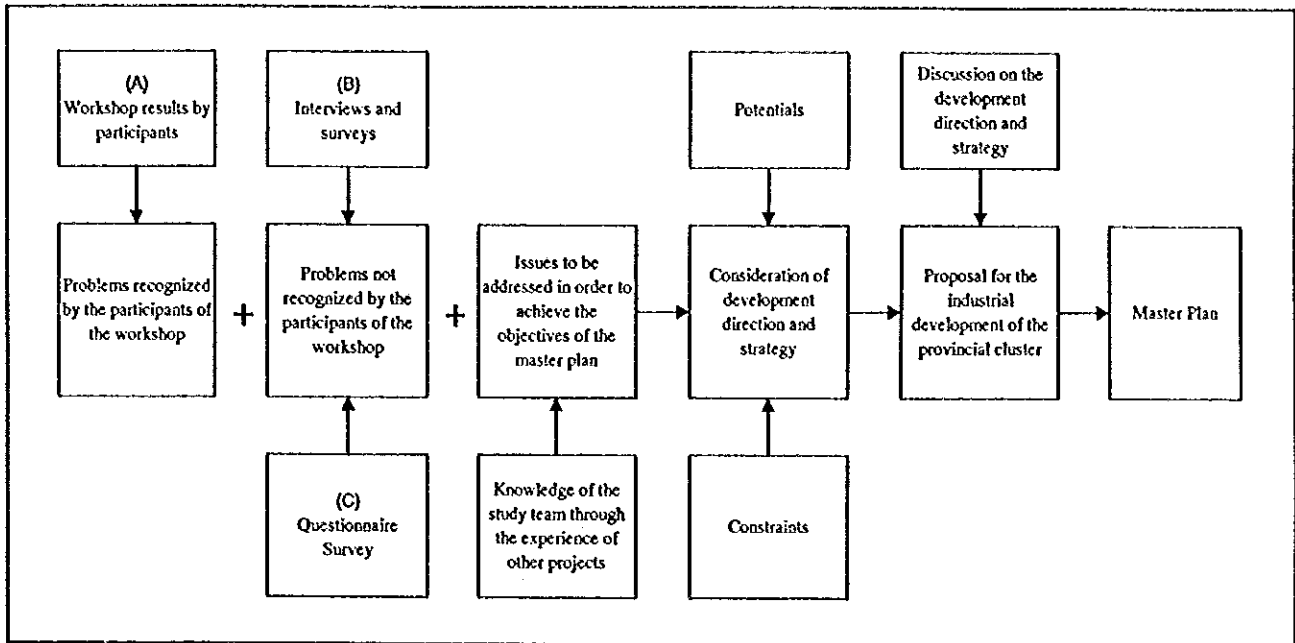 (A)
Workshop results by
participants
(B)
Interviews and
surveys
Potentials
Discussion on the
development
direction and
strategy
Problems recognized
by the participants of
the workshop
+
Problems not
recognized by the
participants of the
workshop
+
Issues to be
addressed in order to
achieve the
objectives of the
master plan
Consideration of
development
direction and
strategy
Proposal for the
industrial
development of the
provincial cluster
Master Plan
(C)
Questionnaire
Survey
Knowledge of the
study team through
the experience of
other projects
Constraints